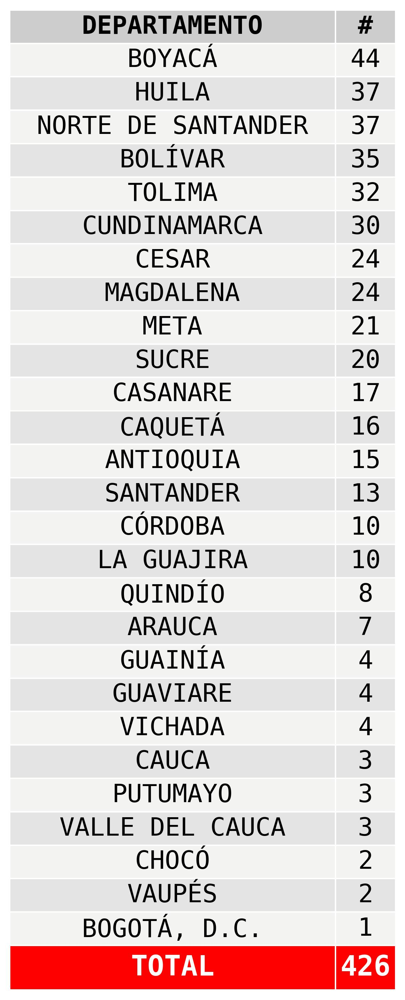 DEPARTAMENTO #
BOYACÁ 44
HUILA 37
NORTE DE SANTANDER 37
BOLÍVAR 35
TOLIMA 32
CUNDINAMARCA 30
CESAR 24
MAGDALENA 24
META 21
SUCRE 20
CASANARE 17
CAQUETÁ 16
ANTIOQUIA 15
SANTANDER 13
CÓRDOBA 10
LA GUAJIRA 10
QUINDÍO 8
ARAUCA 7
GUAINÍA 4
GUAVIARE 4
VICHADA 4
CAUCA 3
PUTUMAYO 3
VALLE DEL CAUCA 3
CHOCÓ 2
VAUPÉS 2
BOGOTÁ, D.C. 1
TOTAL 426